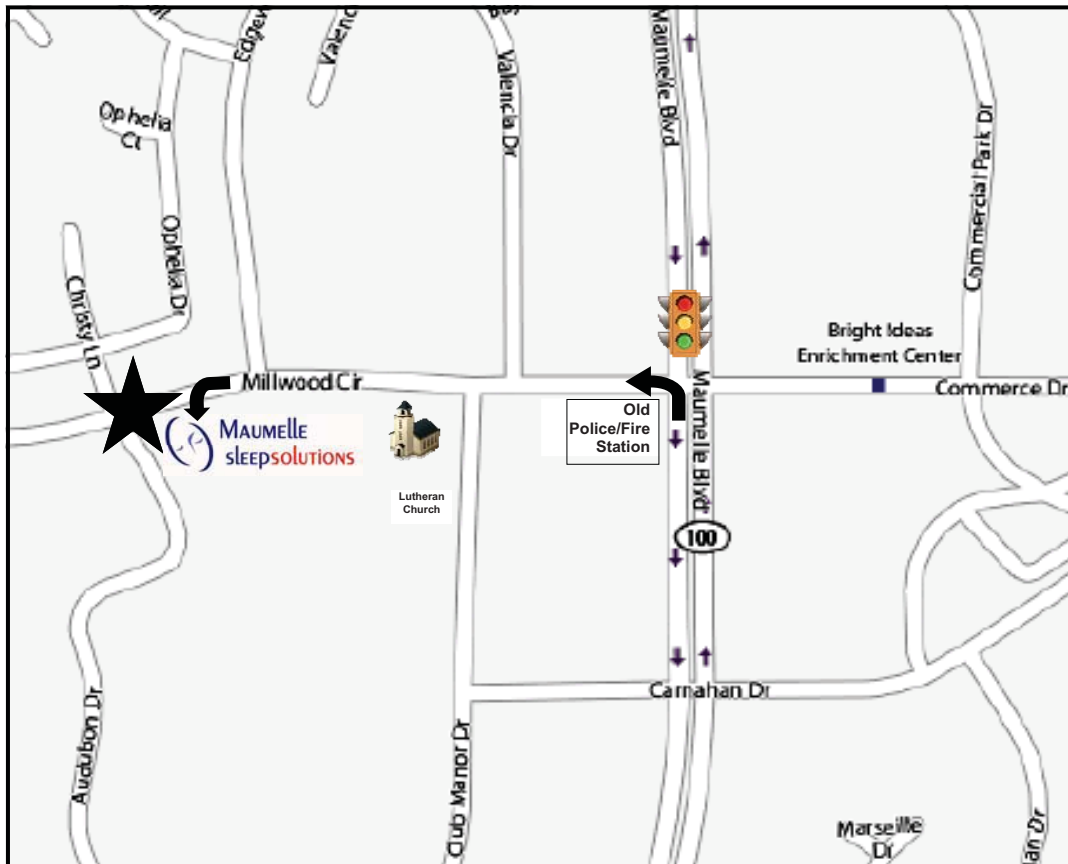 Edgew
Valenc
Maumelle Blvd
Valencia Dr
Commercial Park Dr
Ophelia
Ct
Ophelia Dr
Christy Ln
Bright Ideas
Enrichment Center
Millwood Cir
Commerce Dr
Maumelle Blvd
Old
Police/Fire
Station
MAUMELLE
sleepsolutions
Lutheran
Church
100
Carnahan Dr
Audubon Dr
Club Manor Dr
Marseille
Dr
an Dr